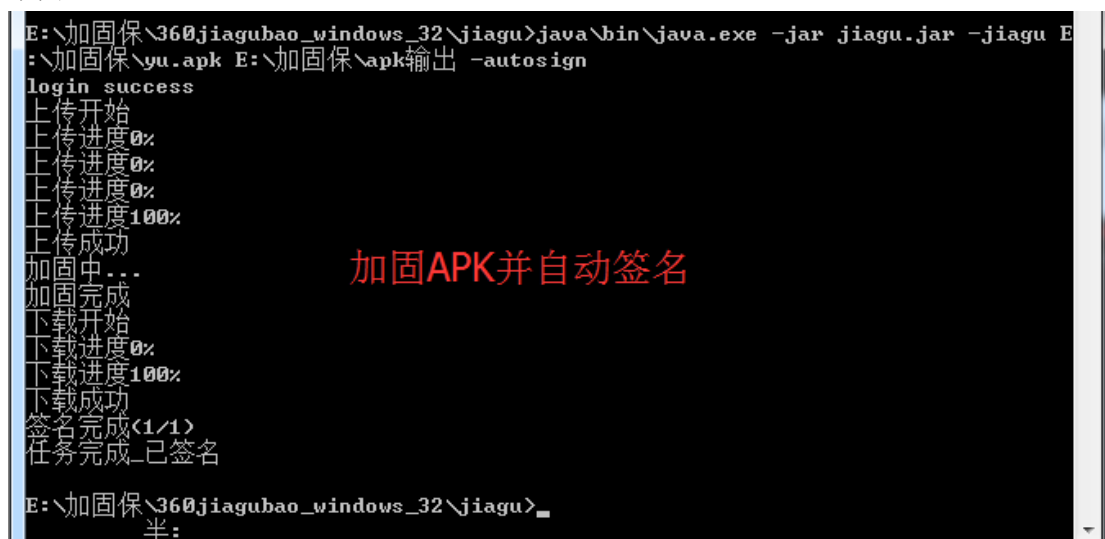 E:\加固保\360jiagubao_windows_32\jiagu>java\bin\java.exe -jar jiagu.jar -jiagu E
:\加固保\yu.apk E:\加固保\apk输出 -autosign
login success
上传开始
上传进度0%
上传进度0%
上传进度0%
上传进度100%
上传成功
加固中...
加固APK并自动签名
加固完成
下载开始
下载进度0%
下载进度100%
下载成功
签名完成(1/1)
任务完成_已签名
E:\加固保\360jiagubao_windows_32\jiagu>_
半: